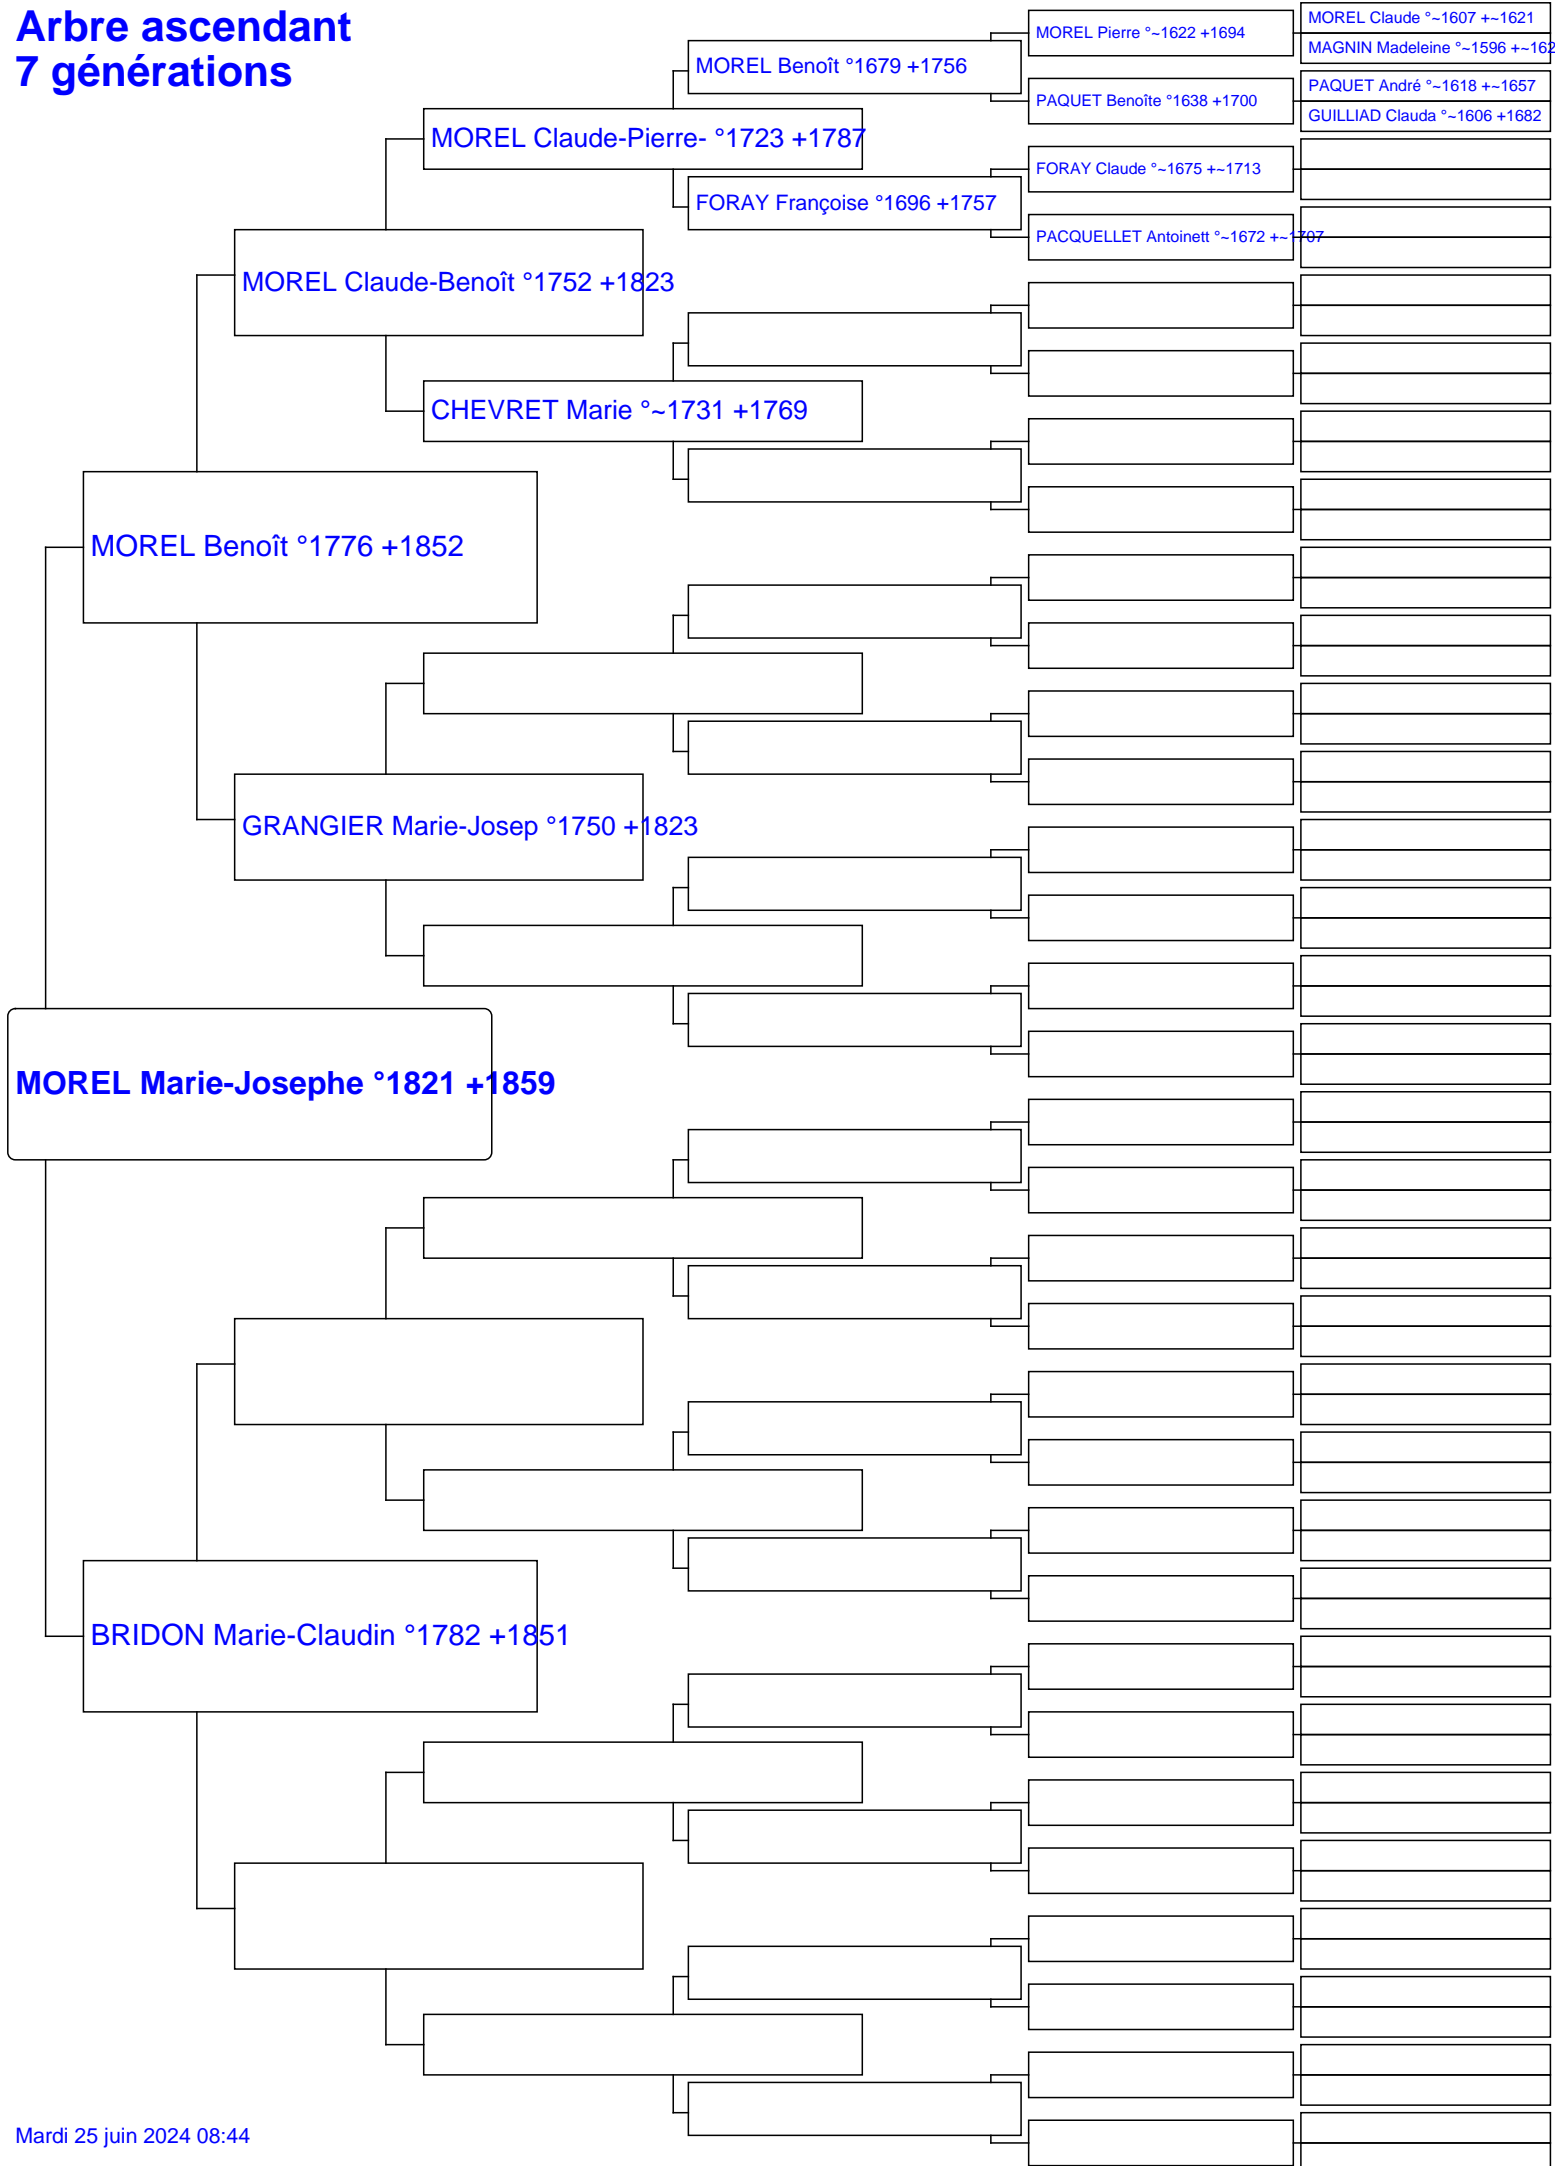 Arbre ascendant
7 générations
MOREL Claude °~1607 +~1621
MOREL Pierre °~1622 +1694
MAGNIN Madeleine °~1596 +~162
MOREL Benoît °1679 +1756
PAQUET André °~1618 +~1657
PAQUET Benoîte °1638 +1700
GUILLIAD Clauda °~1606 +1682
MOREL Claude-Pierre- °1723 +1787
FORAY Claude °~1675 +~1713
FORAY Françoise °1696 +1757
PACQUELLET Antoinett °~1672 +~1707
MOREL Claude-Benoît °1752 +1823
CHEVRET Marie °~1731 +1769
MOREL Benoît °1776 +1852
GRANGIER Marie-Josep °1750 +1823
MOREL Marie-Josephe °1821 +1859
BRIDON Marie-Claudin °1782 +1851
Mardi 25 juin 2024 08:44